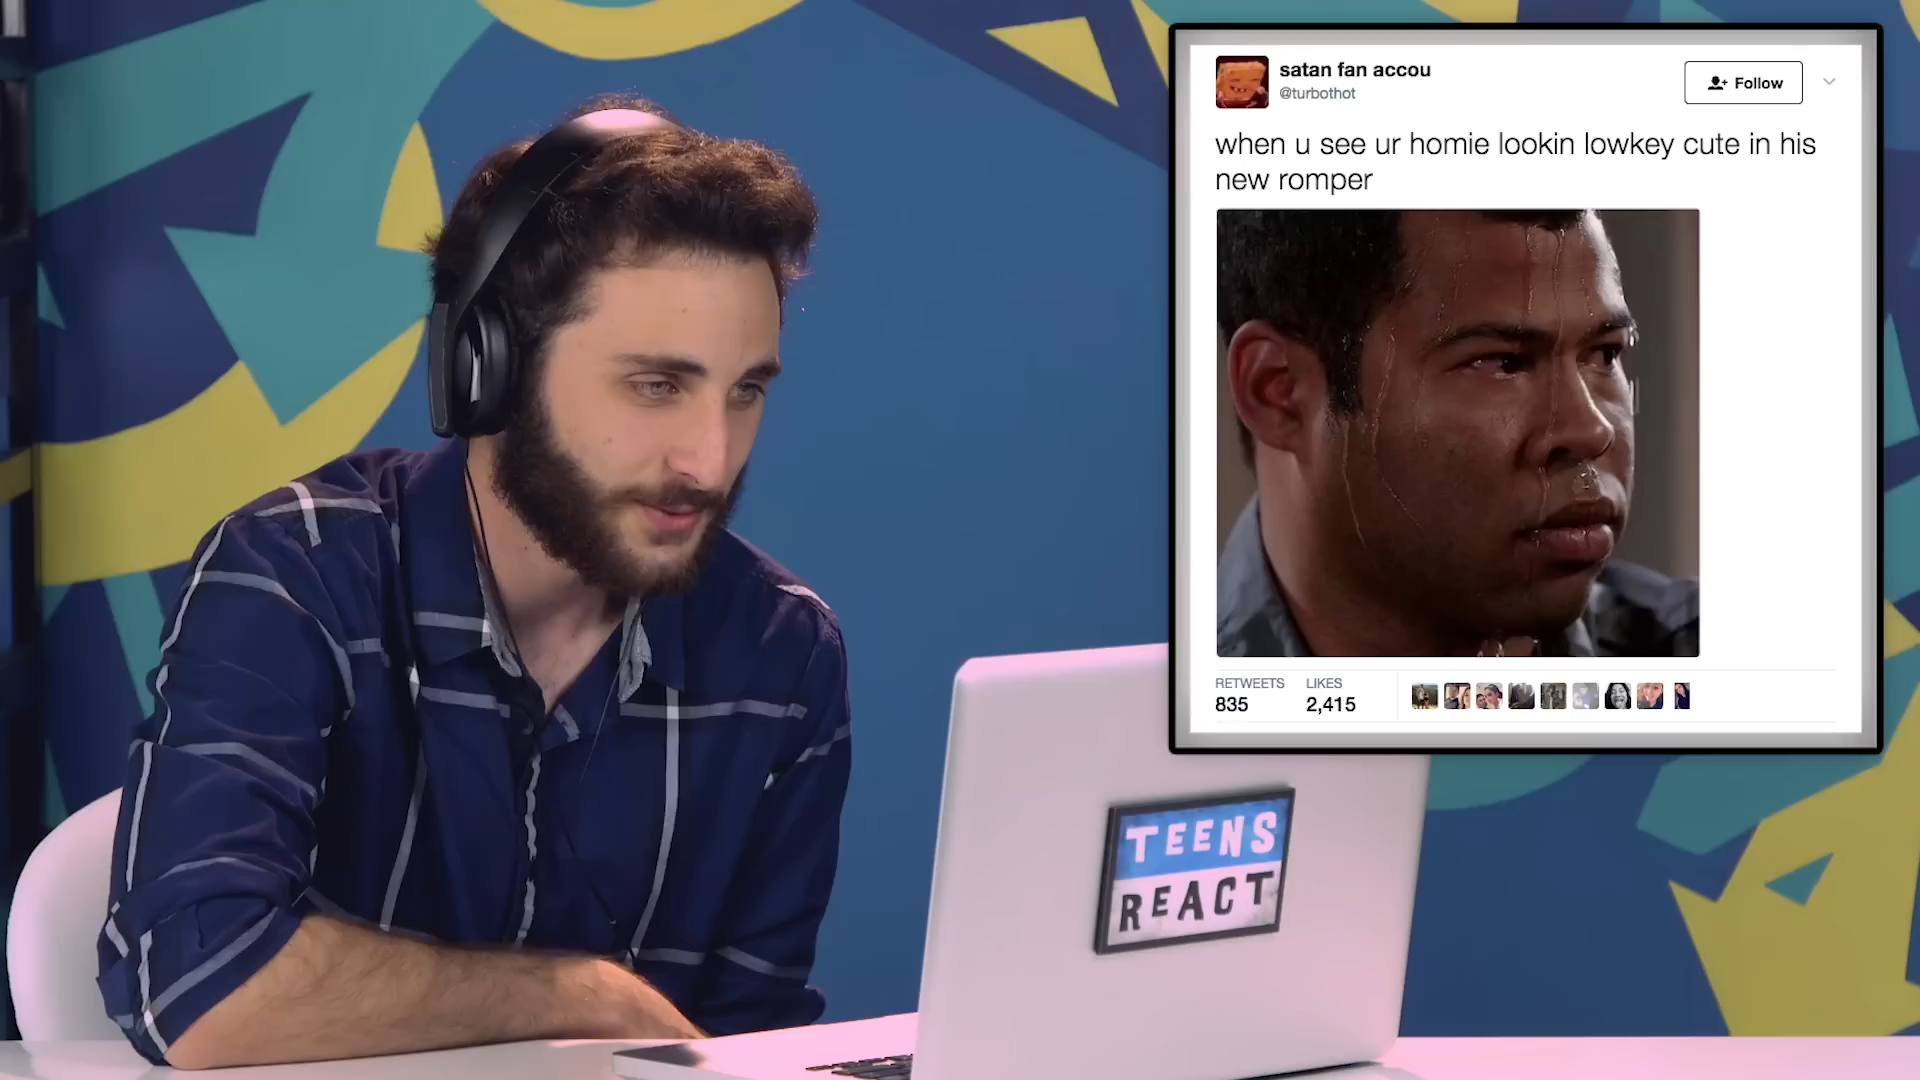 satan fan accou
@turbothot
Follow
when u see ur homie lookin lowkey cute in his
new romper
RETWEETS LIKES
835 2,415
TEENS
REACT